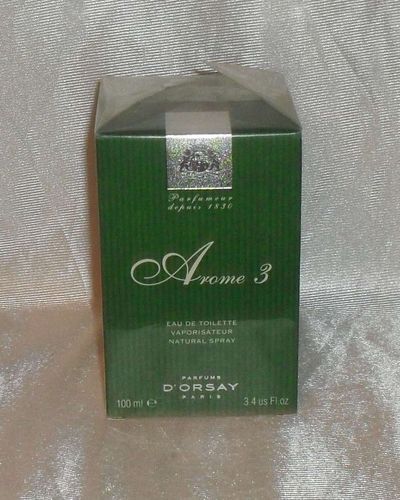 Parfumeur
depuis 1830
Arome 3
EAU DE TOILETTE
VAPORISATEUR
NATURAL SPRAY
PARFUMS
D'ORSAY
PARIS
100 ml ℮ 3.4 us Fl.oz